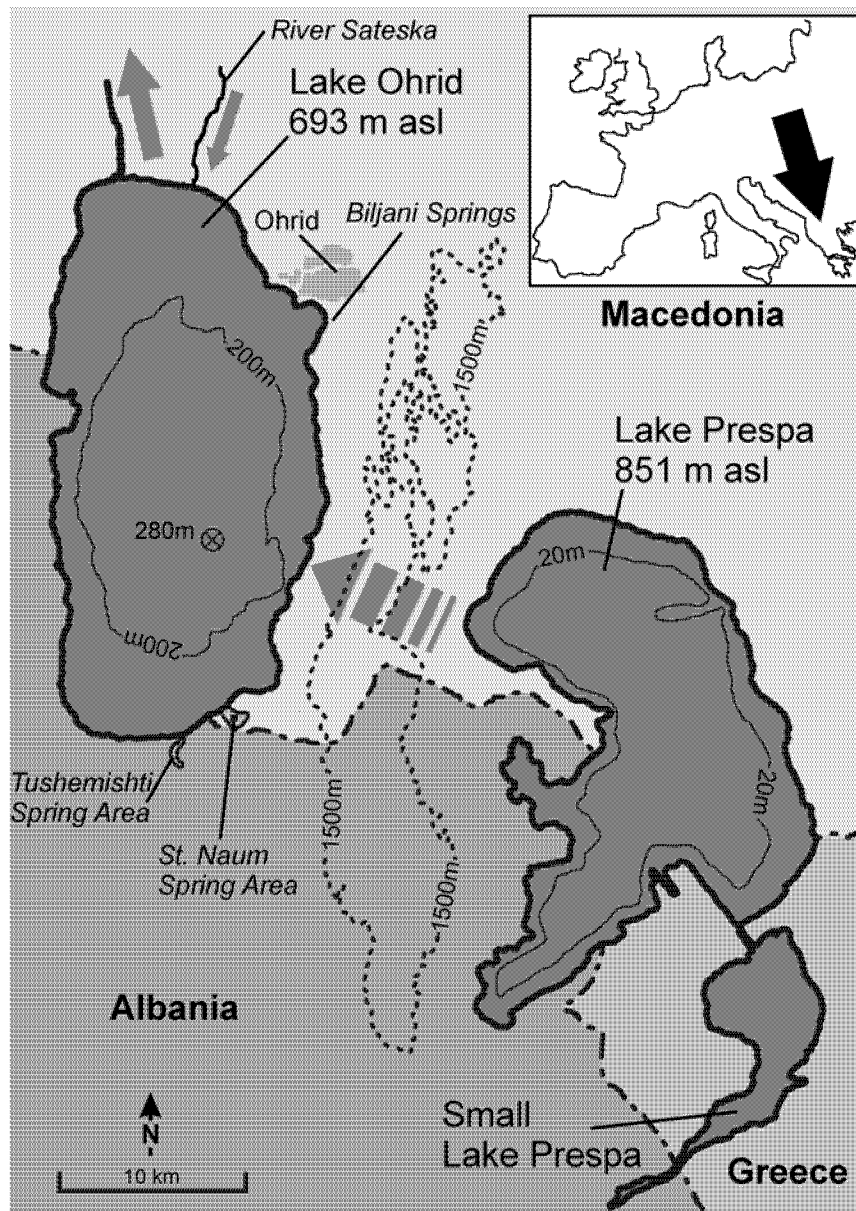 River Sateska
Lake Ohrid
693 m asl
Ohrid
Biljani Springs
Macedonia
200m
1500m
Lake Prespa
851 m asl
280m
20m
200m
20m
Tushemishti
Spring Area
St. Naum
Spring Area
1500m
1500m
Albania
N
10 km
Small
Lake Prespa
Greece